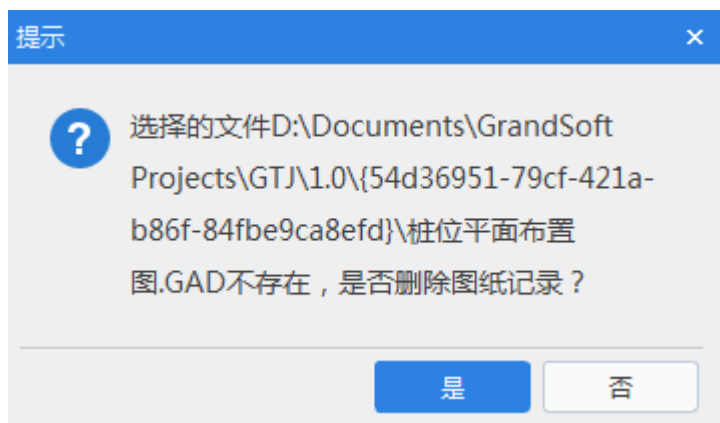 提示
×
选择的文件D:\Documents\GrandSoft
Projects\GTJ\1.0\{54d36951-79cf-421a-
b86f-84fbe9ca8efd}\桩位平面布置
图.GAD不存在，是否删除图纸记录？
是
否